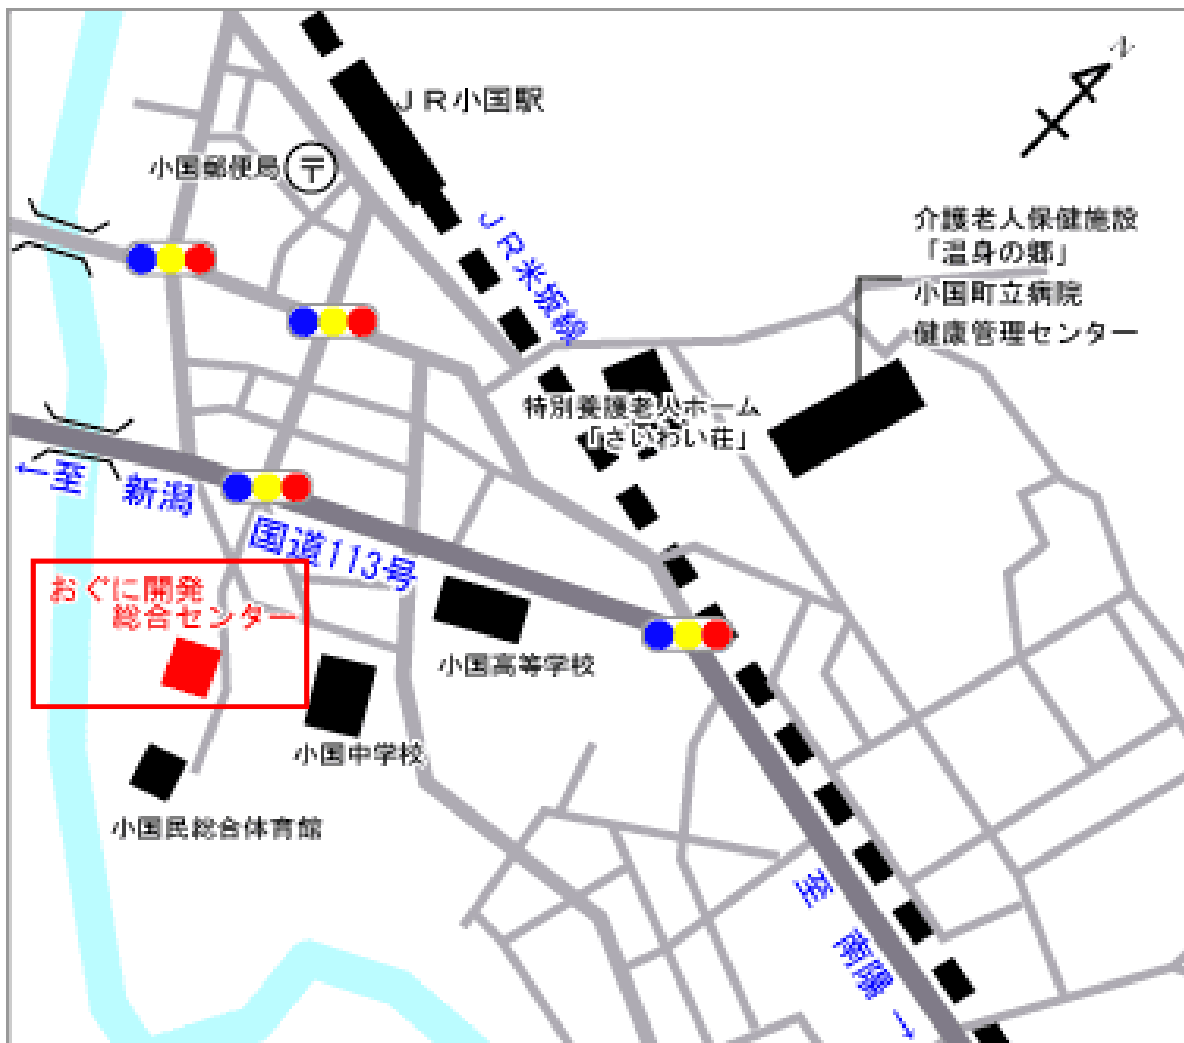 N
JR小国駅
小国郵便局
〒
JR米坂線
介護老人保健施設
「温身の郷」
小国町立病院
健康管理センター
特別養護老人ホーム
「さいわい荘」
←至 新潟
国道113号
おぐに開発
総合センター
小国高等学校
小国中学校
小国民総合体育館
至 南陽→